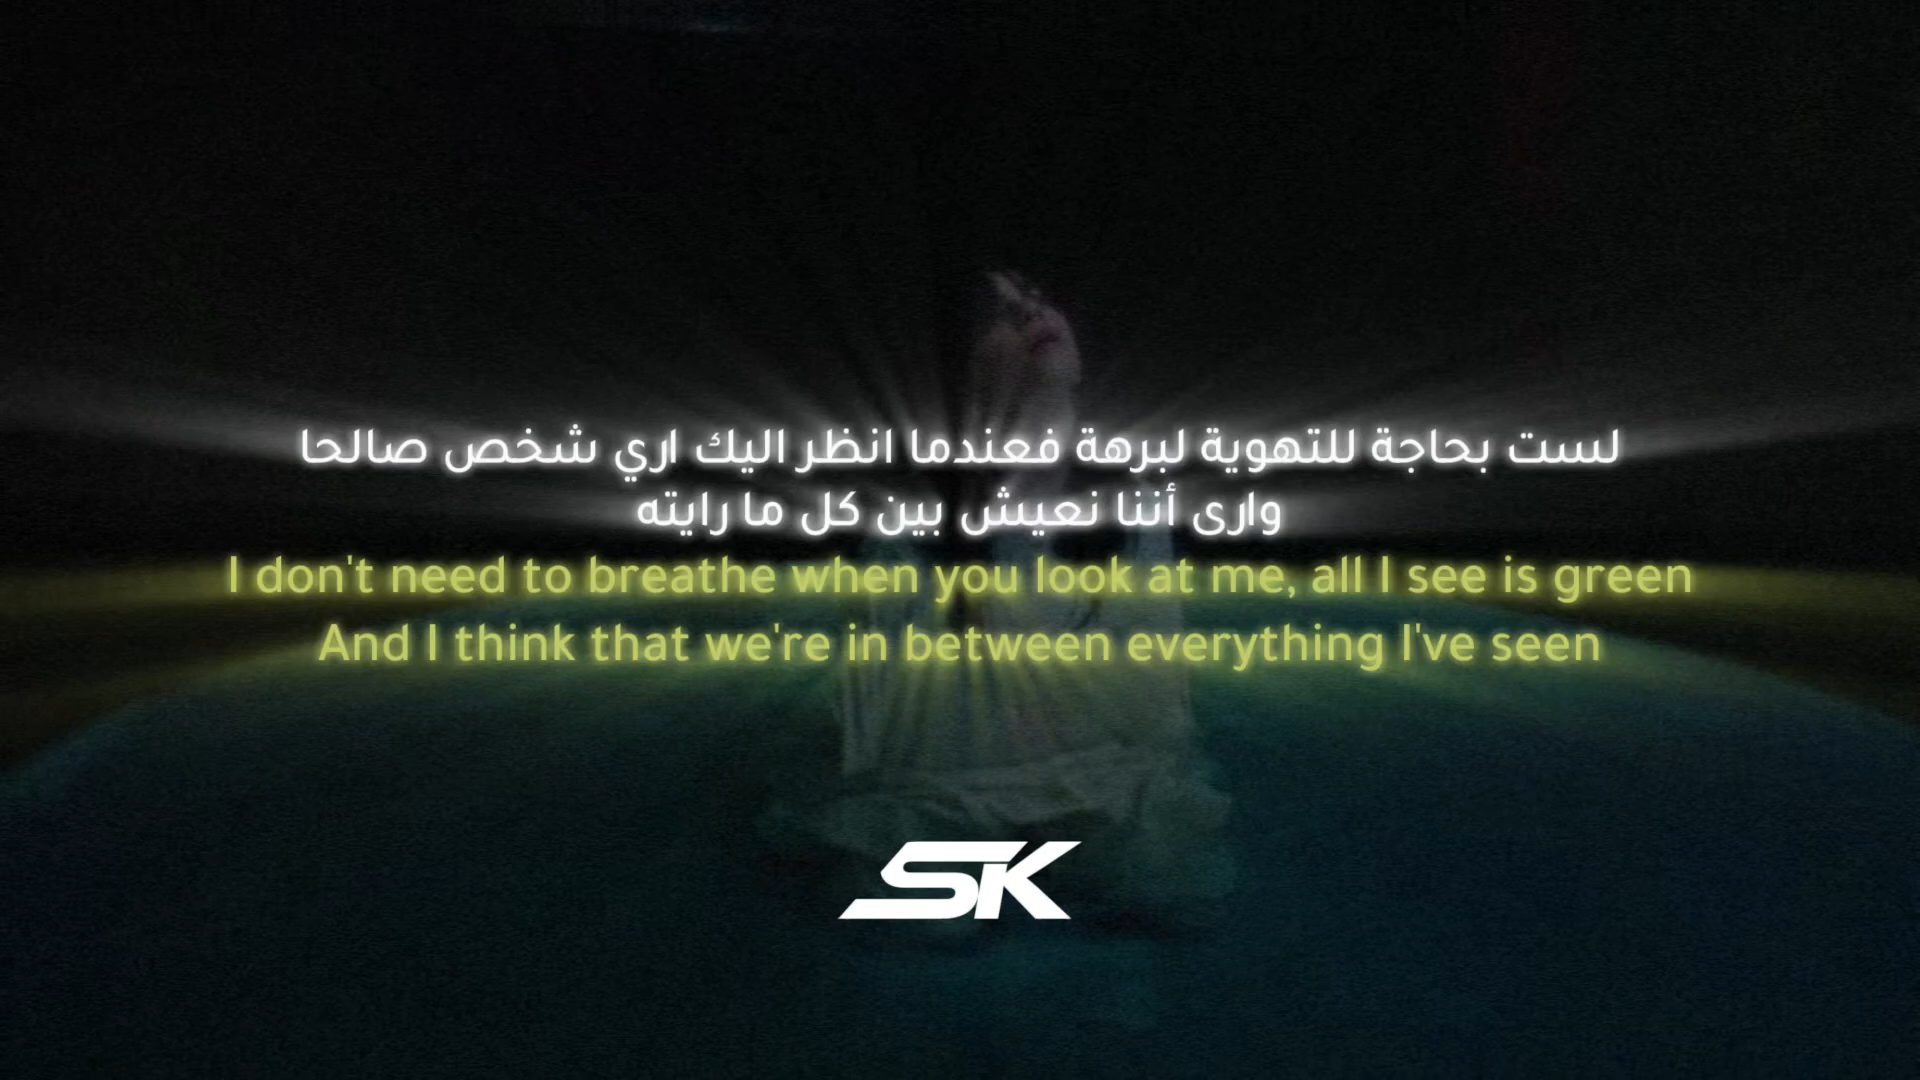 لست بحاجة للتهوية لبرهة فعندما انظر اليك اري شخص صالحا
وارى أننا نعيش بين كل ما رايته
I don't need to breathe when you look at me, all I see is green
And I think that we're in between everything I've seen
SK